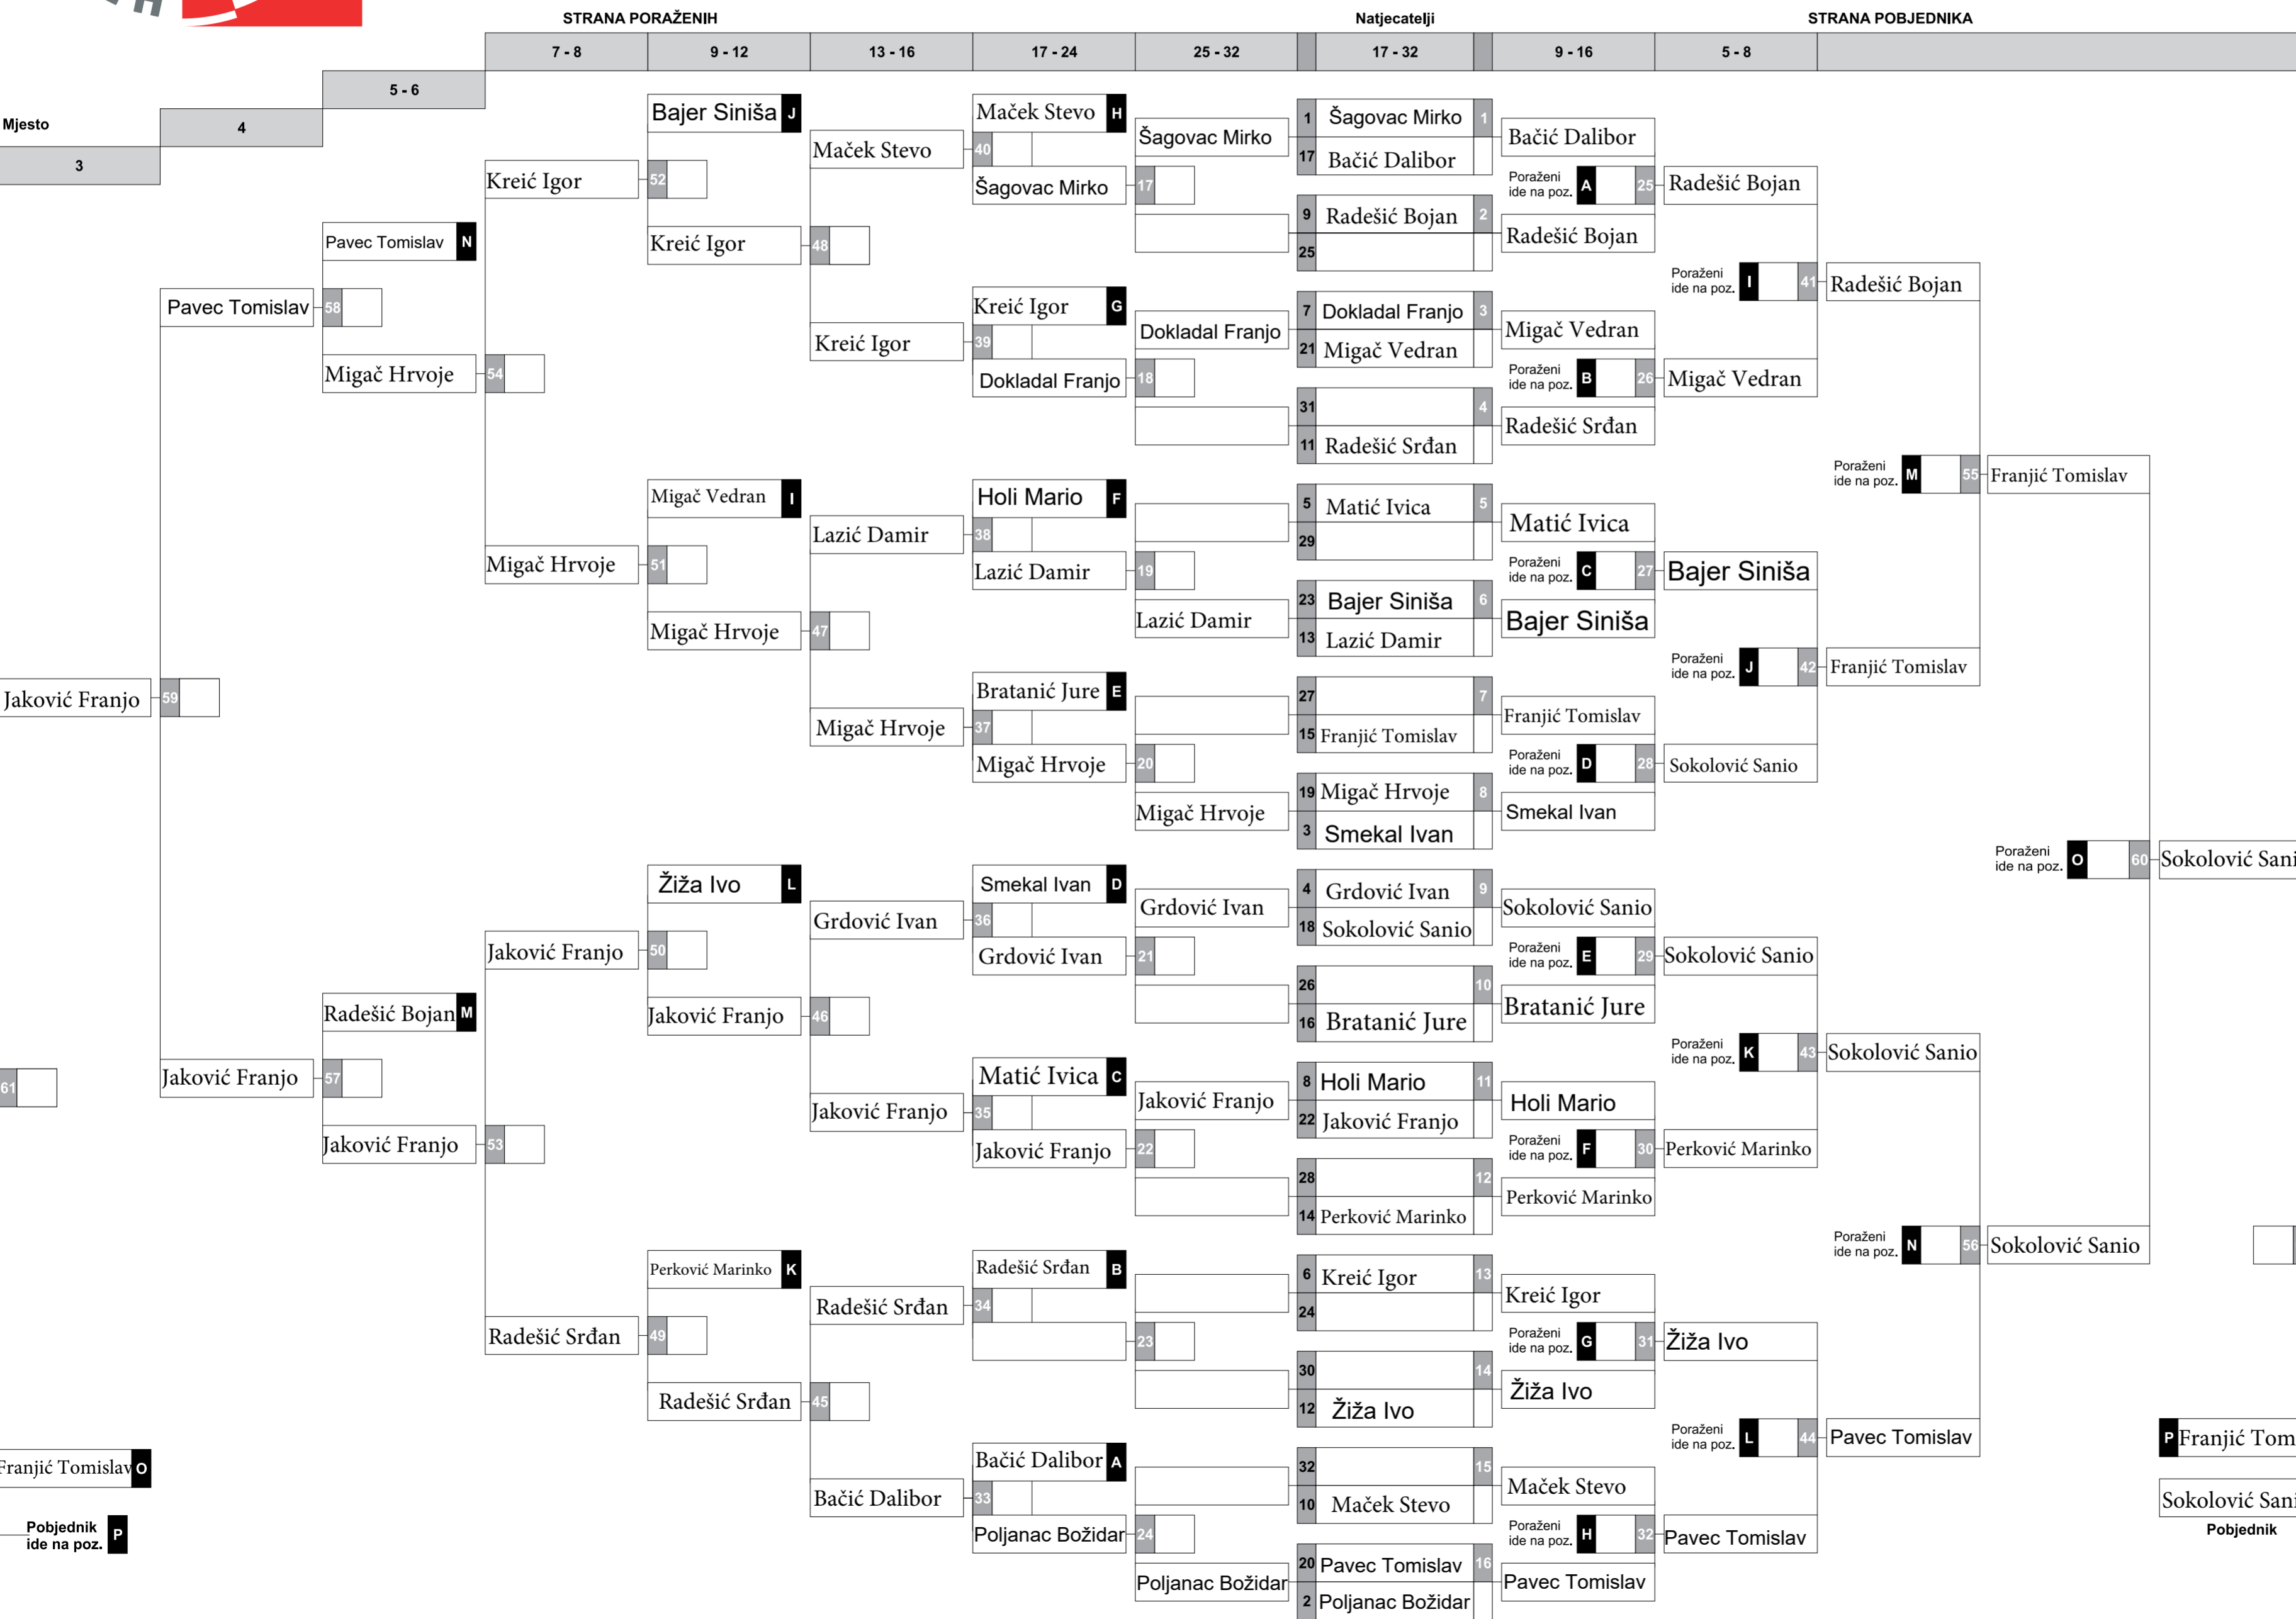 H
STRANA PORAŽENIH
Natjecatelji
STRANA POBJEDNIKA
7 - 8
9 - 12
13 - 16
17 - 24
25 - 32
17 - 32
9 - 16
5 - 8
5 - 6
Mjesto
4
3
Bajer Siniša J
52
Kreić Igor
Migač Vedran I
51
Migač Hrvoje
Žiža Ivo L
50
Jaković Franjo
Perković Marinko K
49
Radešić Srđan
Kreić Igor
54
Migač Hrvoje
Jaković Franjo
53
Radešić Srđan
Pavec Tomislav N
58
Migač Hrvoje
Radešić Bojan M
57
Jaković Franjo
Pavec Tomislav
59
Jaković Franjo
Jaković Franjo
61
Franjić Tomislav O
Pobjednik
ide na poz. P
Maček Stevo
48
Kreić Igor
Lazić Damir
47
Migač Hrvoje
Grdović Ivan
46
Jaković Franjo
Radešić Srđan
45
Bačić Dalibor
Maček Stevo H
40
Šagovac Mirko
Kreić Igor G
39
Dokladal Franjo
Holi Mario F
38
Lazić Damir
Bratanić Jure E
37
Migač Hrvoje
Smekal Ivan D
36
Grdović Ivan
Matić Ivica C
35
Jaković Franjo
Radešić Srđan B
34
Bačić Dalibor A
33
Poljanac Božidar
Šagovac Mirko
17
Dokladal Franjo
18
19
Lazić Damir
20
Migač Hrvoje
Grdović Ivan
21
Jaković Franjo
22
23
24
Poljanac Božidar
1 Šagovac Mirko 1
17 Bačić Dalibor
9 Radešić Bojan 2
25
7 Dokladal Franjo 3
21 Migač Vedran
31 4
11 Radešić Srđan
5 Matić Ivica 5
29
23 Bajer Siniša 6
13 Lazić Damir
27 7
15 Franjić Tomislav
19 Migač Hrvoje 8
3 Smekal Ivan
4 Grdović Ivan 9
18 Sokolović Sanio
26 10
16 Bratanić Jure
8 Holi Mario 11
22 Jaković Franjo
28 12
14 Perković Marinko
6 Kreić Igor 13
24
30 14
12 Žiža Ivo
32 15
10 Maček Stevo
20 Pavec Tomislav 16
2 Poljanac Božidar
Bačić Dalibor
Poraženi
ide na poz. A 25
Radešić Bojan
Migač Vedran
Poraženi
ide na poz. B 26
Radešić Srđan
Matić Ivica
Poraženi
ide na poz. C 27
Bajer Siniša
Franjić Tomislav
Poraženi
ide na poz. D 28
Smekal Ivan
Sokolović Sanio
Poraženi
ide na poz. E 29
Bratanić Jure
Holi Mario
Poraženi
ide na poz. F 30
Perković Marinko
Kreić Igor
Poraženi
ide na poz. G 31
Žiža Ivo
Maček Stevo
Poraženi
ide na poz. H 32
Pavec Tomislav
Radešić Bojan
Poraženi
ide na poz. I 41
Migač Vedran
Bajer Siniša
Poraženi
ide na poz. J 42
Sokolović Sanio
Sokolović Sanio
Poraženi
ide na poz. K 43
Perković Marinko
Žiža Ivo
Poraženi
ide na poz. L 44
Pavec Tomislav
Radešić Bojan
Poraženi
ide na poz. M 55
Franjić Tomislav
Sokolović Sanio
Poraženi
ide na poz. N 56
Pavec Tomislav
Franjić Tomislav
Poraženi
ide na poz. O 60
Sokolović Sanio
Sokolović Sani
P Franjić Tom
Sokolović Sani
Pobjednik